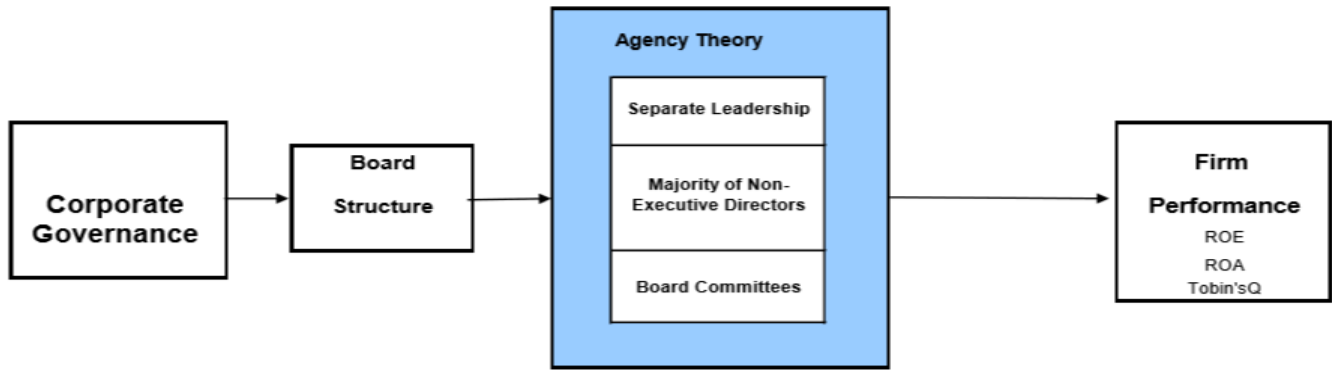 Corporate
Governance
Board
Structure
Agency Theory
Separate Leadership
Majority of Non-
Executive Directors
Board Committees
Firm
Performance
ROE
ROA
Tobin'sQ